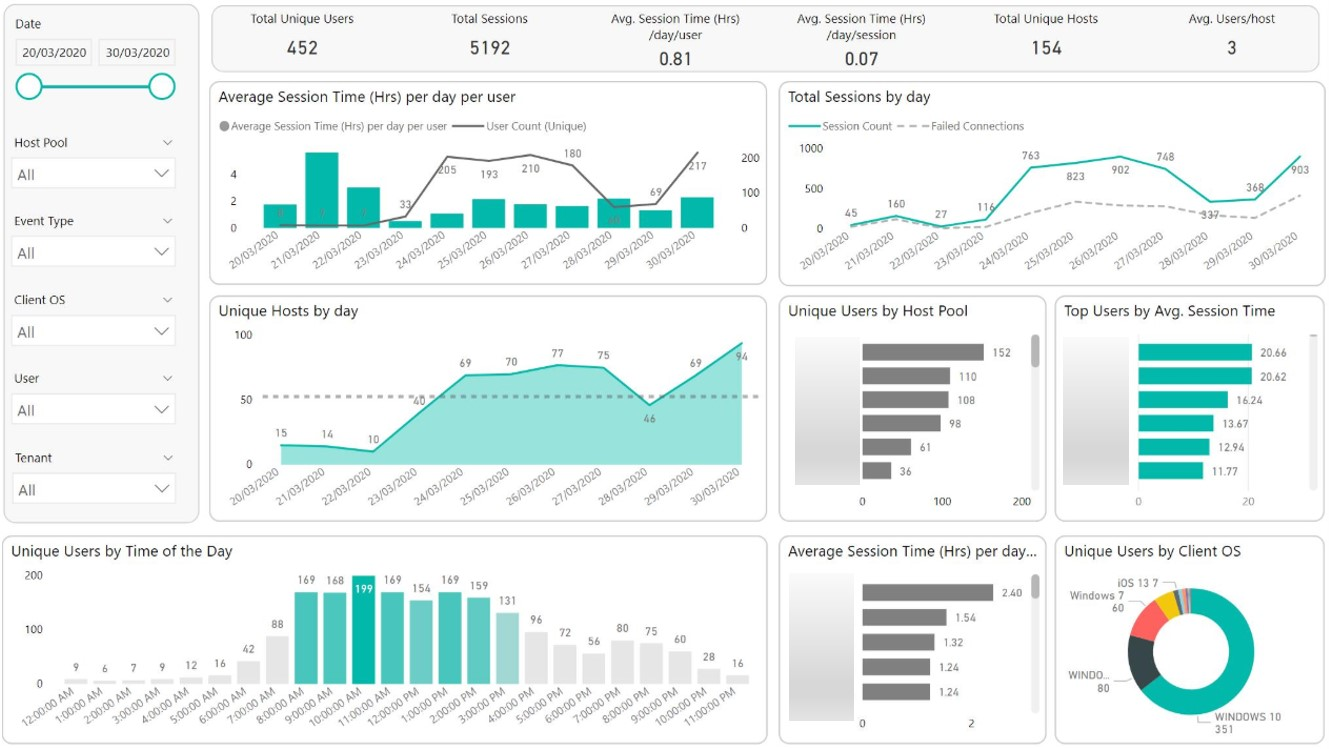 Date
20/03/2020 30/03/2020
Host Pool
All
Event Type
All
Client OS
All
User
All
Tenant
All
Total Unique Users
452
Total Sessions
5192
Avg. Session Time (Hrs)
/day/user
0.81
Avg. Session Time (Hrs)
/day/session
0.07
Total Unique Hosts
154
Avg. Users/host
3
Average Session Time (Hrs) per day per user
Average Session Time (Hrs) per day per user User Count (Unique)
4
2
0
200
100
0
33
205
193
210
180
69
217
20/03/2020 21/03/2020 22/03/2020 23/03/2020 24/03/2020 25/03/2020 26/03/2020 27/03/2020 28/03/2020 29/03/2020 30/03/2020
Total Sessions by day
Session Count Failed Connections
1000
500
0
45 160 27 116 763 823 902 748 337 368 903
20/03/2020 21/03/2020 22/03/2020 23/03/2020 24/03/2020 25/03/2020 26/03/2020 27/03/2020 28/03/2020 29/03/2020 30/03/2020
Unique Hosts by day
100
50
0
15 14 10 40 69 70 77 75 46 69 94
20/03/2020 21/03/2020 22/03/2020 23/03/2020 24/03/2020 25/03/2020 26/03/2020 27/03/2020 28/03/2020 29/03/2020 30/03/2020
Unique Users by Host Pool
152
110
108
98
61
36
0 100 200
Top Users by Avg. Session Time
20.66
20.62
16.24
13.67
12.94
11.77
0 20
Unique Users by Time of the Day
200
100
0
9 6 7 9 12 16 42 88 169 168 199 169 154 169 159 131 96 72 56 80 75 60 28 16
12:00:00 AM 1:00:00 AM 2:00:00 AM 3:00:00 AM 4:00:00 AM 5:00:00 AM 6:00:00 AM 7:00:00 AM 8:00:00 AM 9:00:00 AM 10:00:00 AM 11:00:00 AM 12:00:00 PM 1:00:00 PM 2:00:00 PM 3:00:00 PM 4:00:00 PM 5:00:00 PM 6:00:00 PM 7:00:00 PM 8:00:00 PM 9:00:00 PM 10:00:00 PM 11:00:00 PM
Average Session Time (Hrs) per day...
2.40
1.54
1.32
1.24
1.24
0 2
Unique Users by Client OS
iOS 13 7
Windows 7
60
WINDO...
80
WINDOWS 10
351